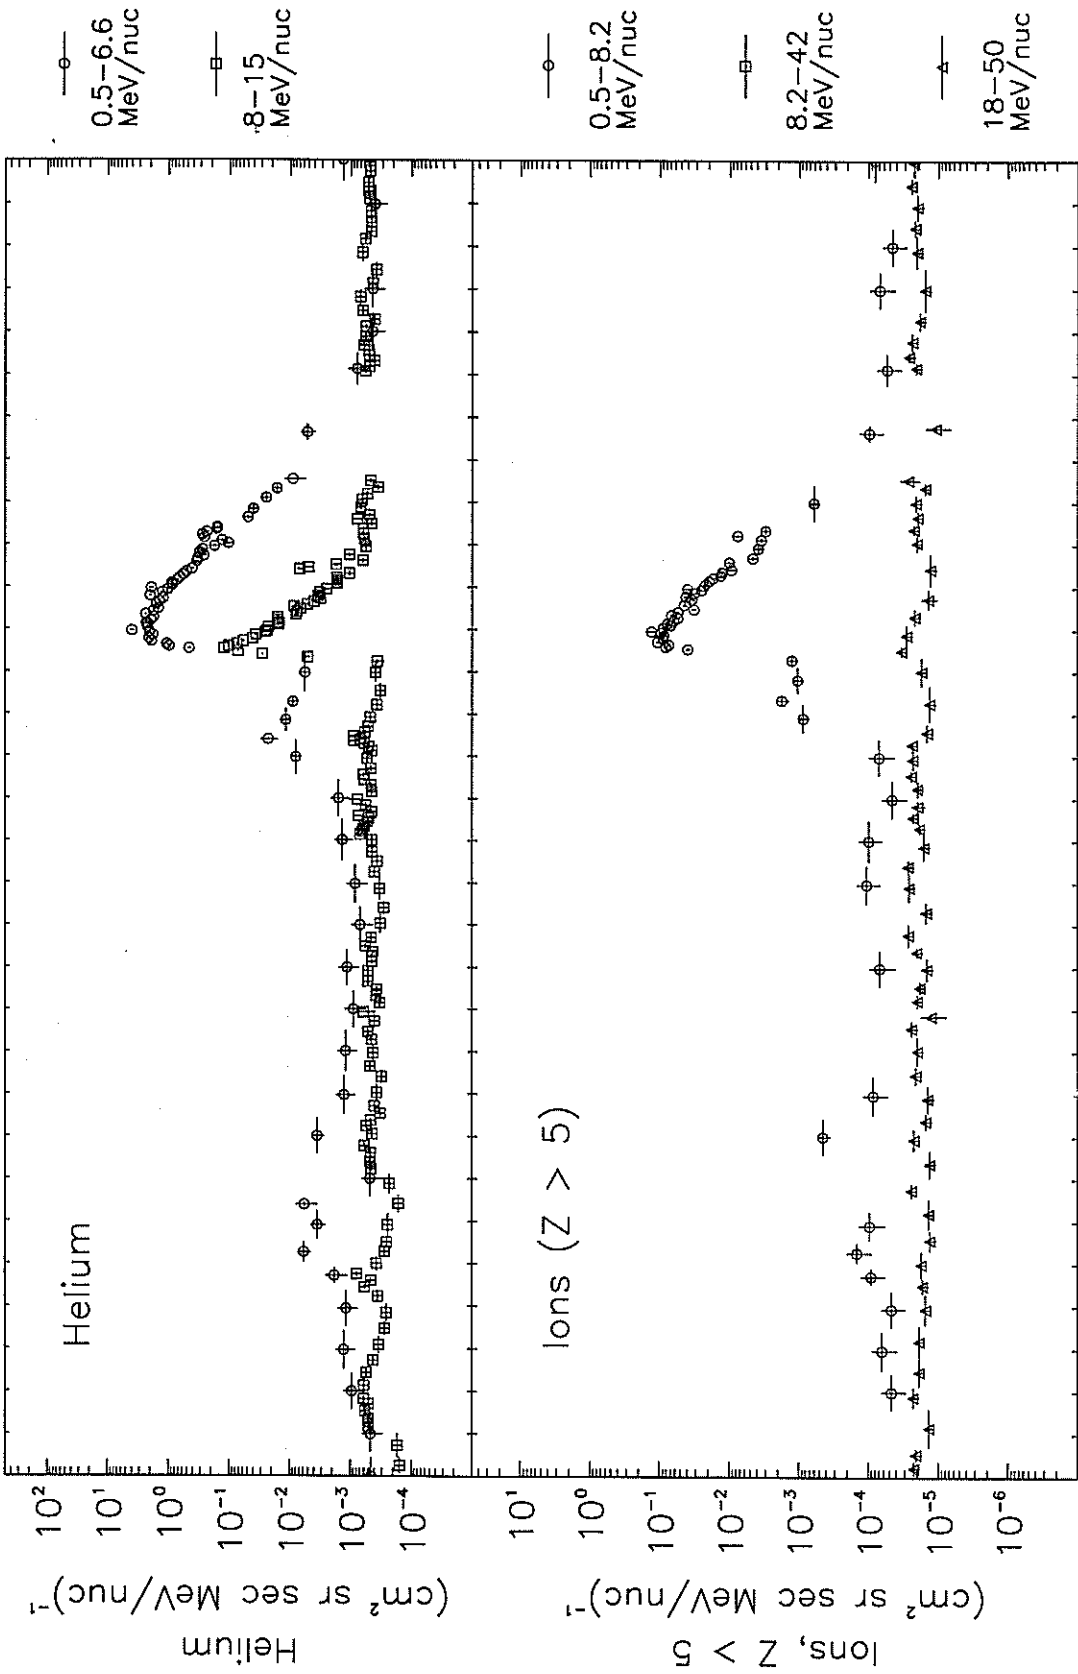 Helium
(cm² sr sec MeV/nuc)⁻¹
10²
10¹
10⁰
10⁻¹
10⁻²
10⁻³
10⁻⁴
Helium
0.5–6.6
MeV/nuc
8–15
MeV/nuc
Ions, Z > 5
(cm² sr sec MeV/nuc)⁻¹
10¹
10⁰
10⁻¹
10⁻²
10⁻³
10⁻⁴
10⁻⁵
10⁻⁶
Ions (Z > 5)
0.5–8.2
MeV/nuc
8.2–42
MeV/nuc
18–50
MeV/nuc